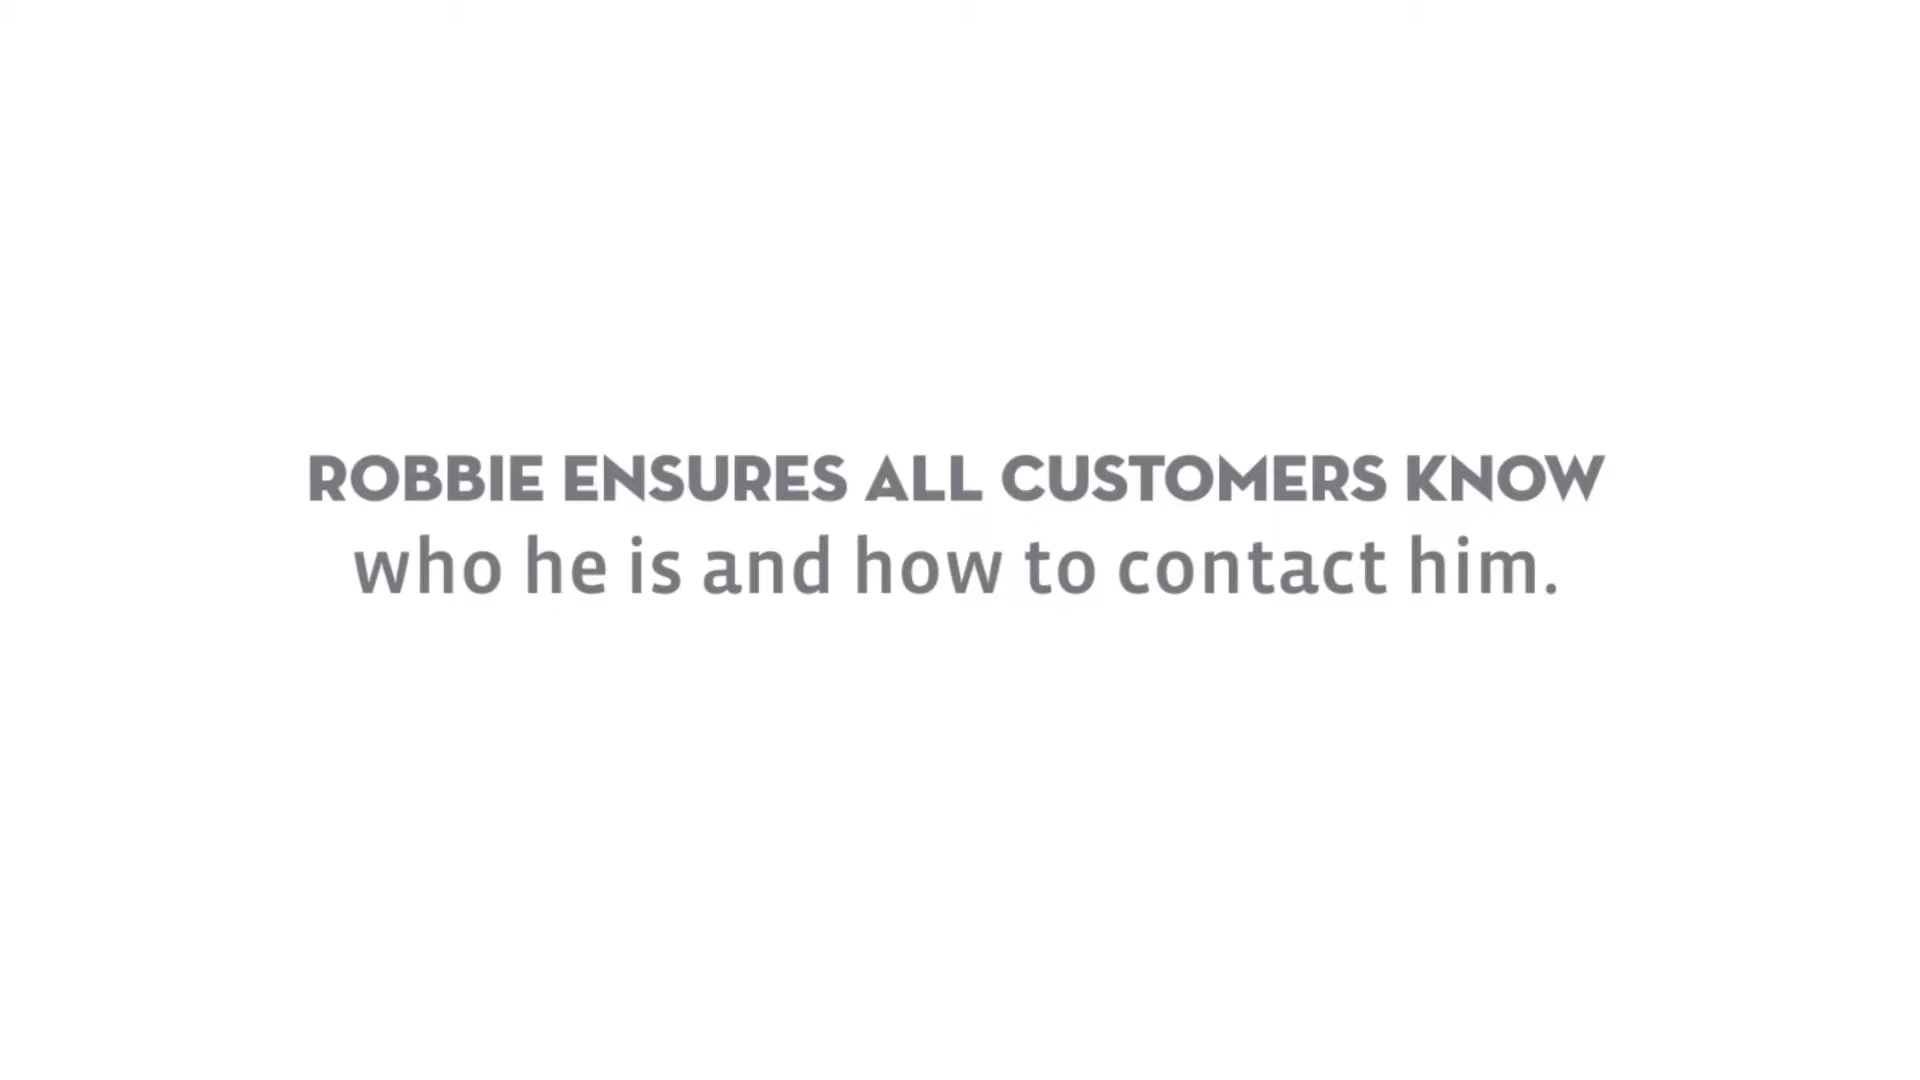 ROBBIE ENSURES ALL CUSTOMERS KNOW
who he is and how to contact him.